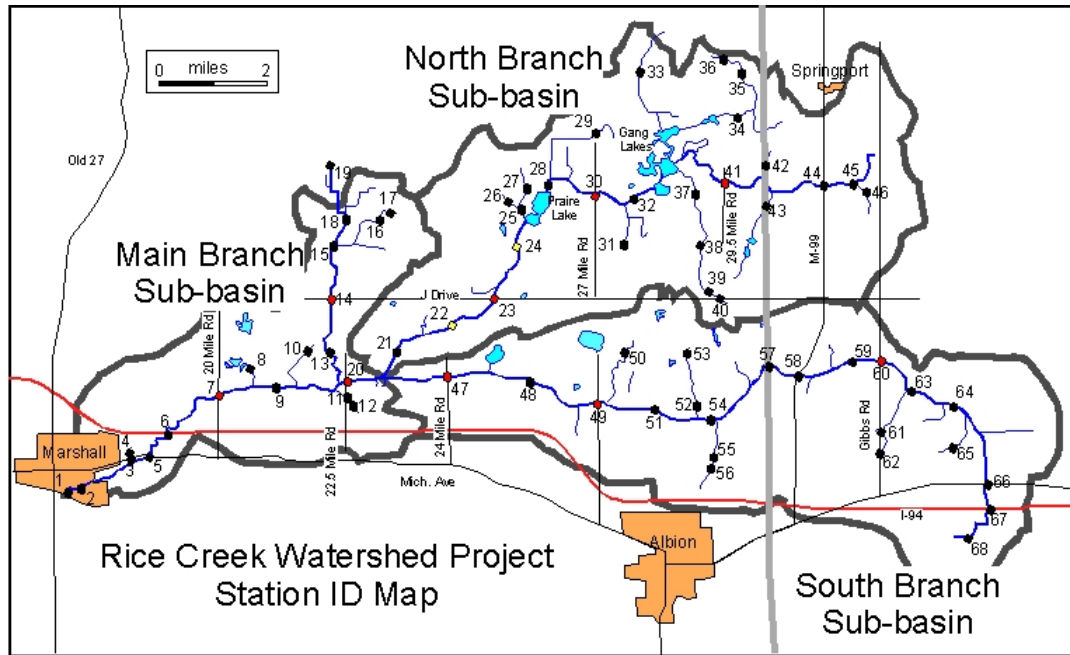 0 miles 2
North Branch
Sub-basin
Springport
Old 27
Gang
Lakes
Praire
Lake
27 Mile Rd
29.5 Mile Rd
M-99
Main Branch
Sub-basin
J Drive
20 Mile Rd
22.5 Mile Rd
24 Mile Rd
Gibbs Rd
Marshall
Mich. Ave
I-94
Albion
Rice Creek Watershed Project
Station ID Map
South Branch
Sub-basin
1
2
3
4
5
6
7
8
9
10
11
12
13
14
15
16
17
18
19
20
21
22
23
24
25
26
27
28
29
30
31
32
33
34
35
36
37
38
39
40
41
42
43
44
45
46
47
48
49
50
51
52
53
54
55
56
57
58
59
60
61
62
63
64
65
66
67
68